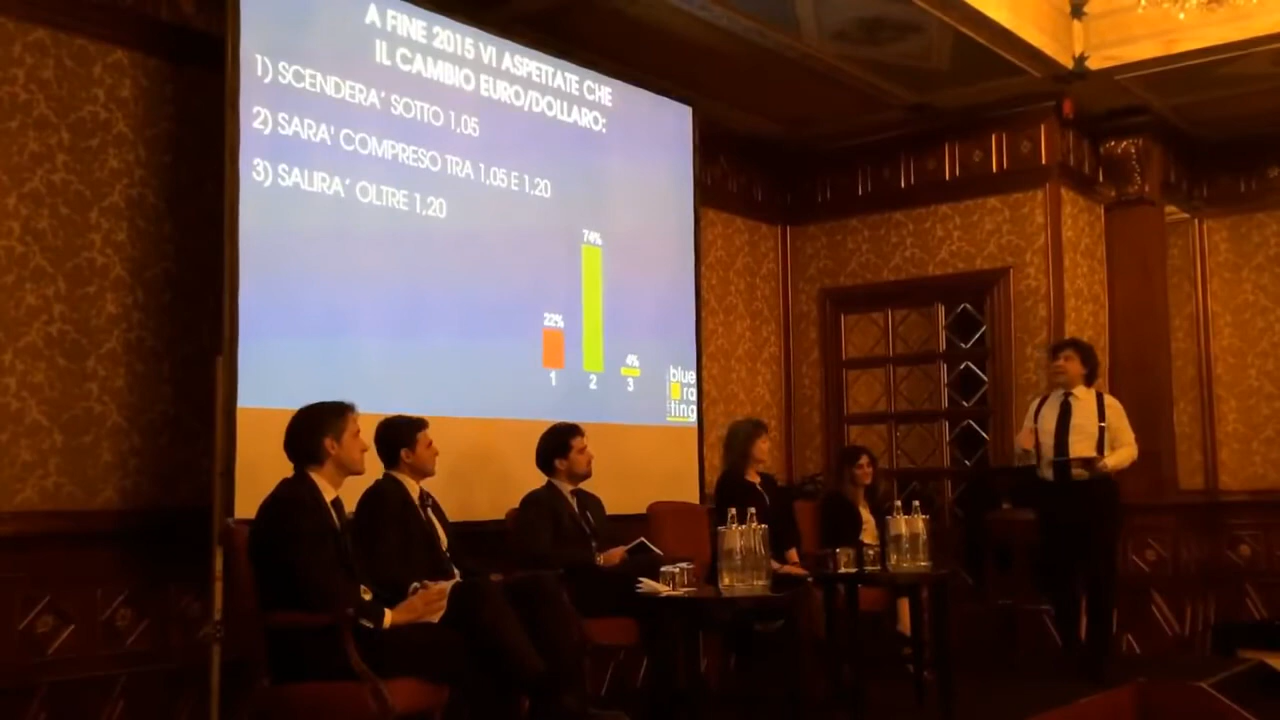 A FINE 2015 VI ASPETTATE CHE
IL CAMBIO EURO/DOLLARO:
1) SCENDERA' SOTTO 1,05
2) SARA' COMPRESO TRA 1,05 E 1,20
3) SALIRA' OLTRE 1,20
74%
22%
4%
1 2 3
blue
ra
ting